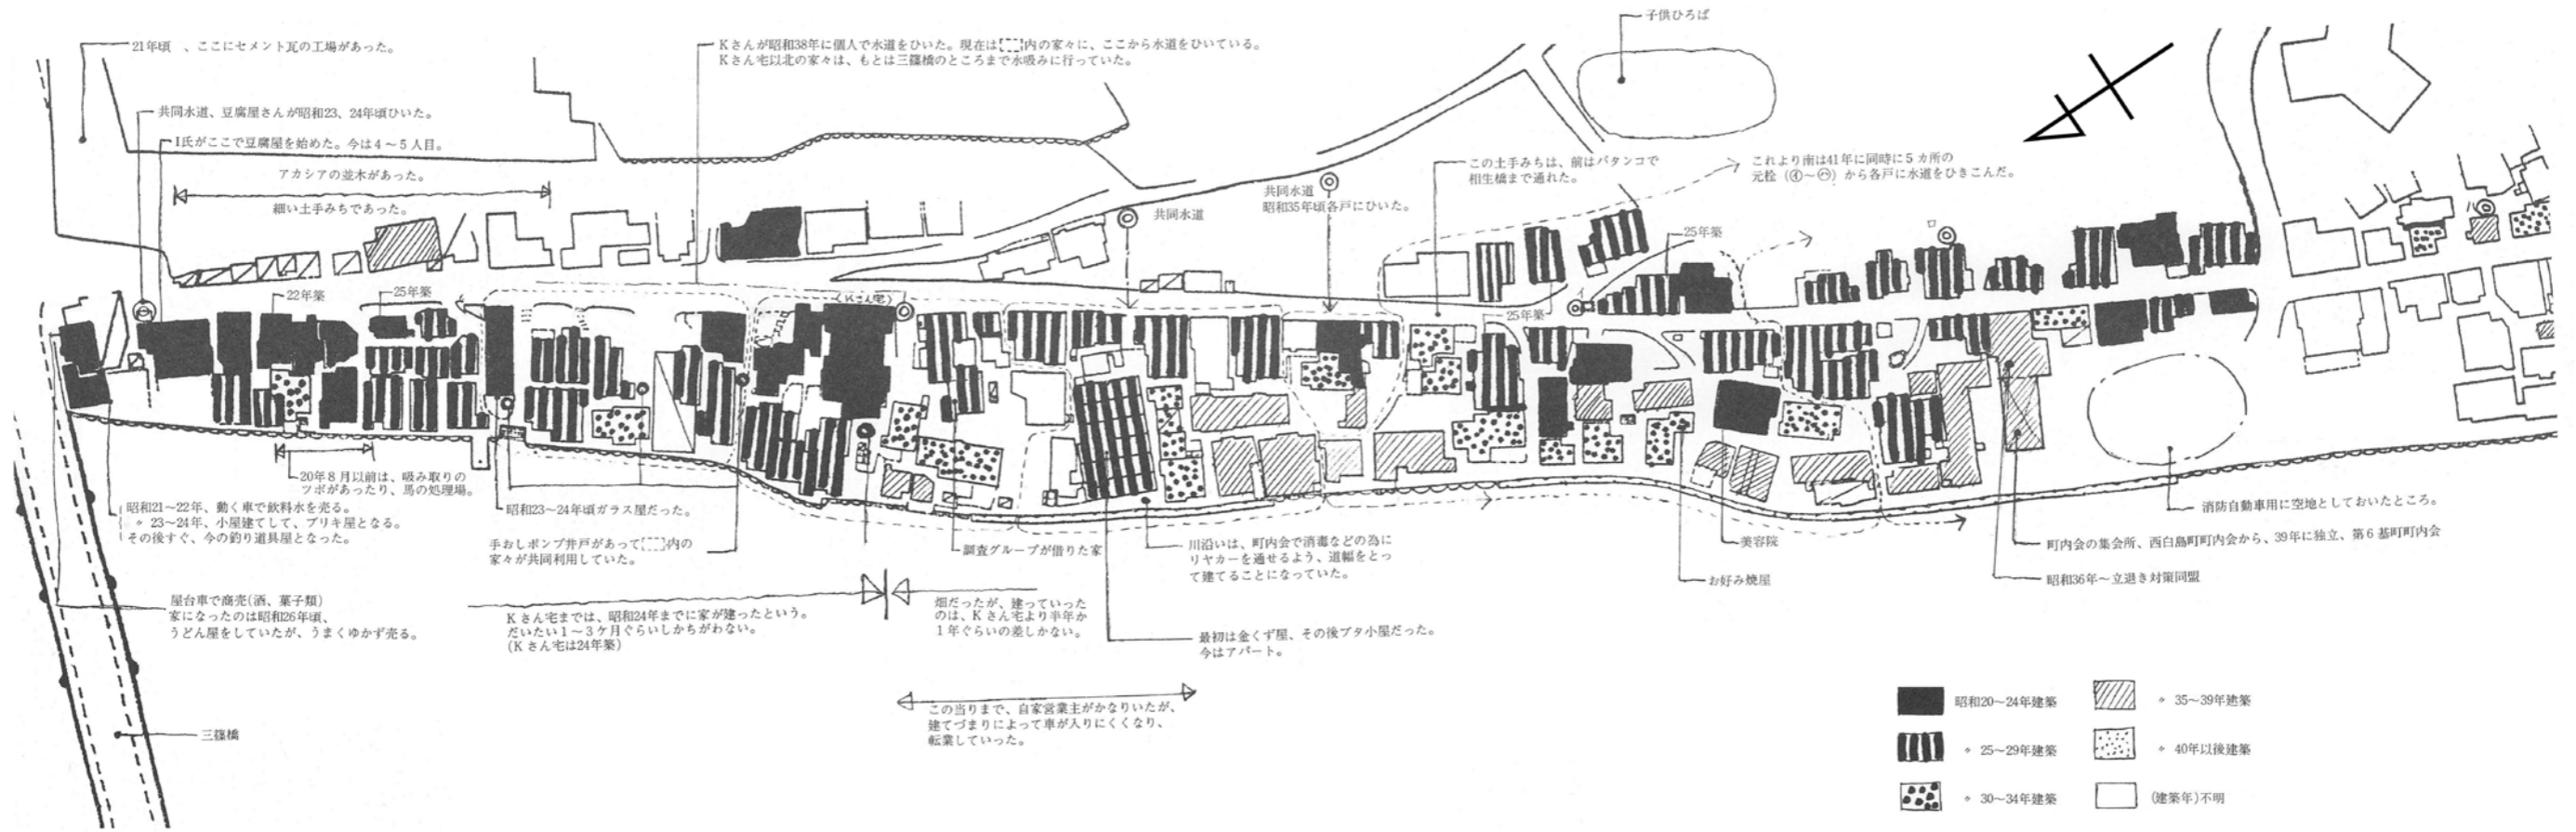 21年頃　、ここにセメント瓦の工場があった。
共同水道、豆腐屋さんが昭和23、24年頃ひいた。
I氏がここで豆腐屋を始めた。今は4～5人目。
アカシアの並木があった。
細い土手みちであった。
Kさんが昭和38年に個人で水道をひいた。現在は内の家々に、ここから水道をひいている。
Kさん宅以北の家々は、もとは三篠橋のところまで水吸みに行っていた。
子供ひろば
共同水道
共同水道
昭和35年頃各戸にひいた。
この土手みちは、前はバタンコで
相生橋まで通れた。
これより南は41年に同時に5カ所の
元栓（㋑～）から各戸に水道をひきこんだ。
22年築
25年築
〈Kさん宅〉
25年築
25年築
イ
ロ
20年8月以前は、吸み取りの
ツボがあったり、馬の処理場。
昭和21～22年、動く車で飲料水を売る。
〃 23～24年、小屋建てして、ブリキ屋となる。
その後すぐ、今の釣り道具屋となった。
屋台車で商売(酒、菓子類)
家になったのは昭和26年頃、
うどん屋をしていたが、うまくゆかず売る。
三篠橋
昭和23～24年頃ガラス屋だった。
手おしポンプ井戸があって内の
家々が共同利用していた。
Kさん宅までは、昭和24年までに家が建ったという。
だいたい1～3ケ月ぐらいしかちがわない。
(Kさん宅は24年築)
畑だったが、建っていった
のは、Kさん宅より半年か
1年ぐらいの差しかない。
調査グループが借りた家
川沿いは、町内会で消毒などの為に
リヤカーを通せるよう、道幅をとっ
て建てることになっていた。
最初は金くず屋、その後ブタ小屋だった。
今はアパート。
この当りまで、自家営業主がかなりいたが、
建てづまりによって車が入りにくくなり、
転業していった。
美容院
お好み焼屋
消防自動車用に空地としておいたところ。
町内会の集会所、西白島町町内会から、39年に独立、第6基町町内会
昭和36年～立退き対策同盟
昭和20～24年建築
〃 25～29年建築
〃 30～34年建築
〃 35～39年建築
〃 40年以後建築
(建築年)不明